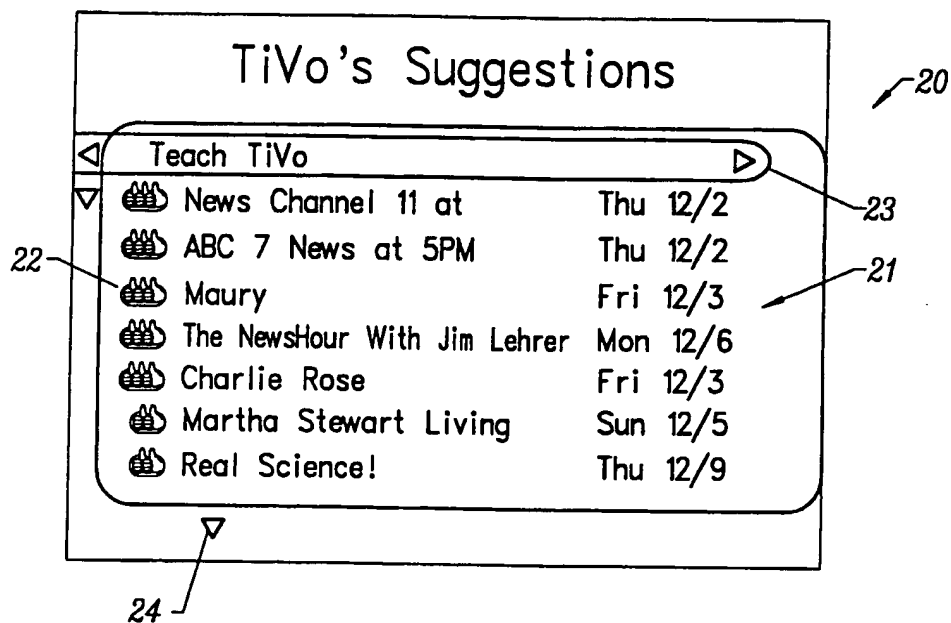 TiVo's Suggestions
20
Teach TiVo
23
News Channel 11 at Thu 12/2
ABC 7 News at 5PM Thu 12/2
22
21
Maury Fri 12/3
The NewsHour With Jim Lehrer Mon 12/6
Charlie Rose Fri 12/3
Martha Stewart Living Sun 12/5
Real Science! Thu 12/9
24